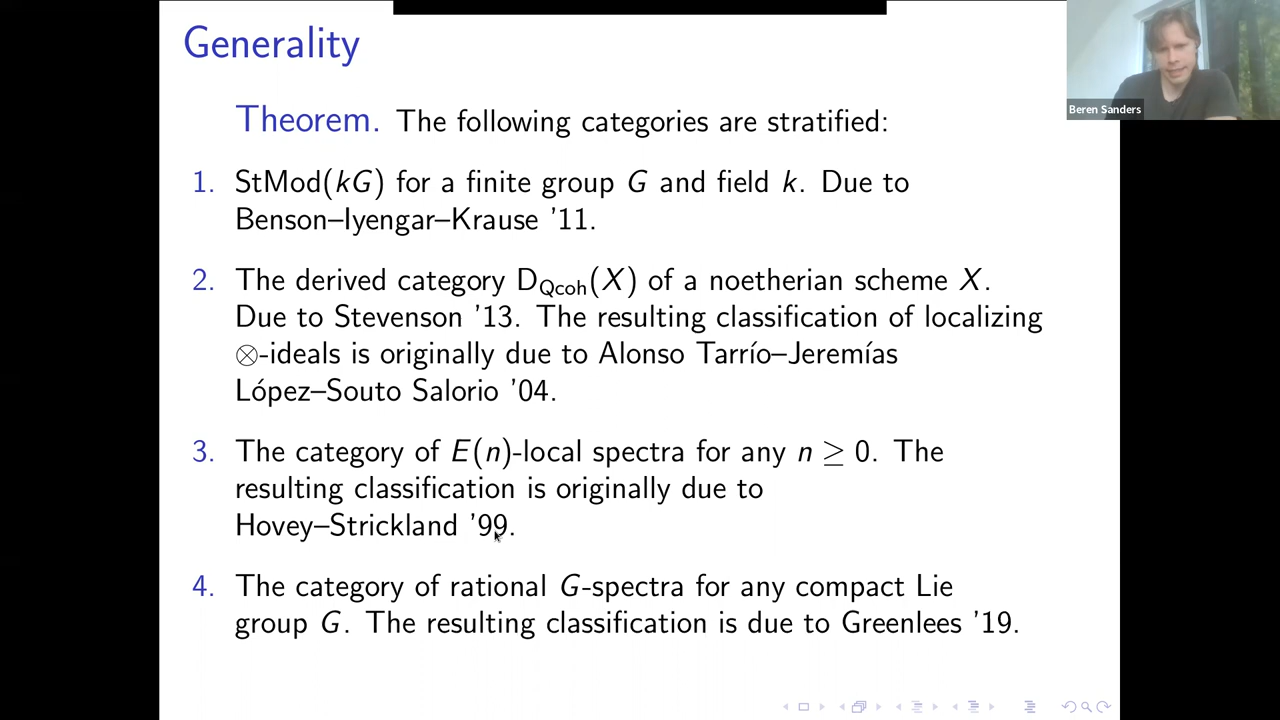 Generality
Theorem. The following categories are stratified:
1. StMod(kG) for a finite group G and field k. Due to
Benson–Iyengar–Krause ’11.
2. The derived category D_Qcoh(X) of a noetherian scheme X.
Due to Stevenson ’13. The resulting classification of localizing
⊗-ideals is originally due to Alonso Tarrío–Jeremías
López–Souto Salorio ’04.
3. The category of E(n)-local spectra for any n ≥ 0. The
resulting classification is originally due to
Hovey–Strickland ’99.
4. The category of rational G-spectra for any compact Lie
group G. The resulting classification is due to Greenlees ’19.
Beren Sanders